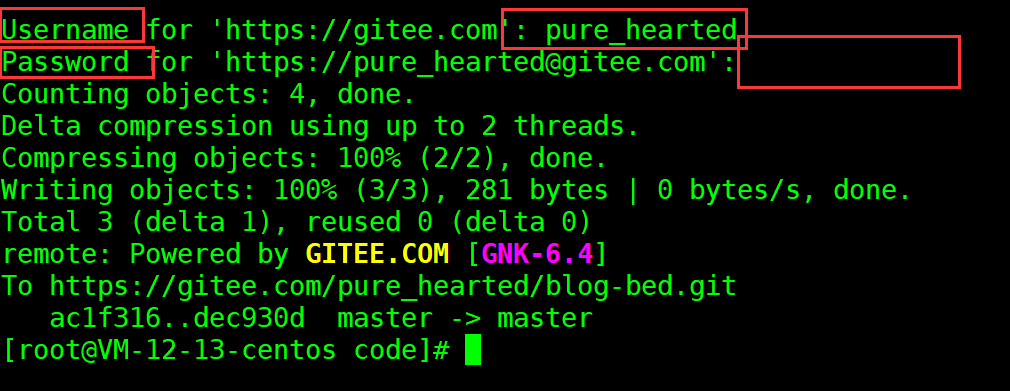 Username for 'https://gitee.com': pure_hearted
Password for 'https://pure_hearted@gitee.com':
Counting objects: 4, done.
Delta compression using up to 2 threads.
Compressing objects: 100% (2/2), done.
Writing objects: 100% (3/3), 281 bytes | 0 bytes/s, done.
Total 3 (delta 1), reused 0 (delta 0)
remote: Powered by GITEE.COM [GNK-6.4]
To https://gitee.com/pure_hearted/blog-bed.git
   ac1f316..dec930d  master -> master
[root@VM-12-13-centos code]#